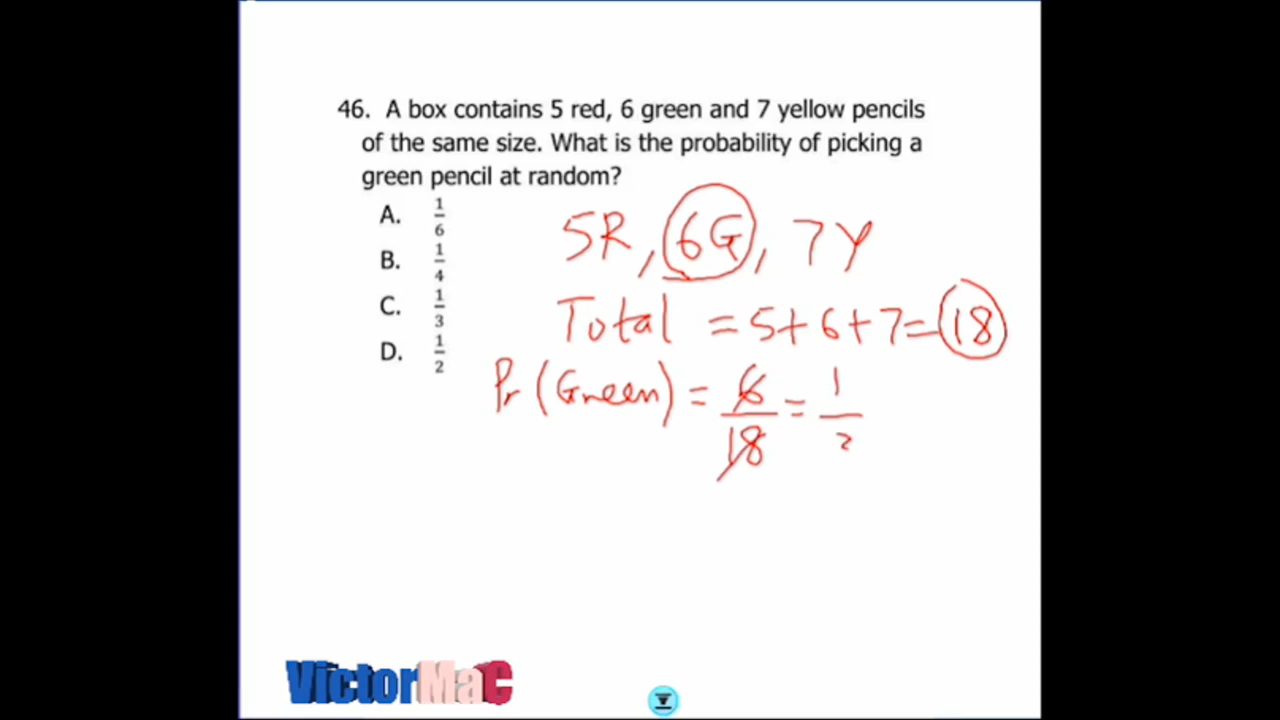 46. A box contains 5 red, 6 green and 7 yellow pencils
of the same size. What is the probability of picking a
green pencil at random?
A. 1/6
B. 1/4
C. 1/3
D. 1/2
5R, 6G, 7Y
Total = 5+6+7=18
Pr (Green) = 6/18 = 1/
VictorMaC